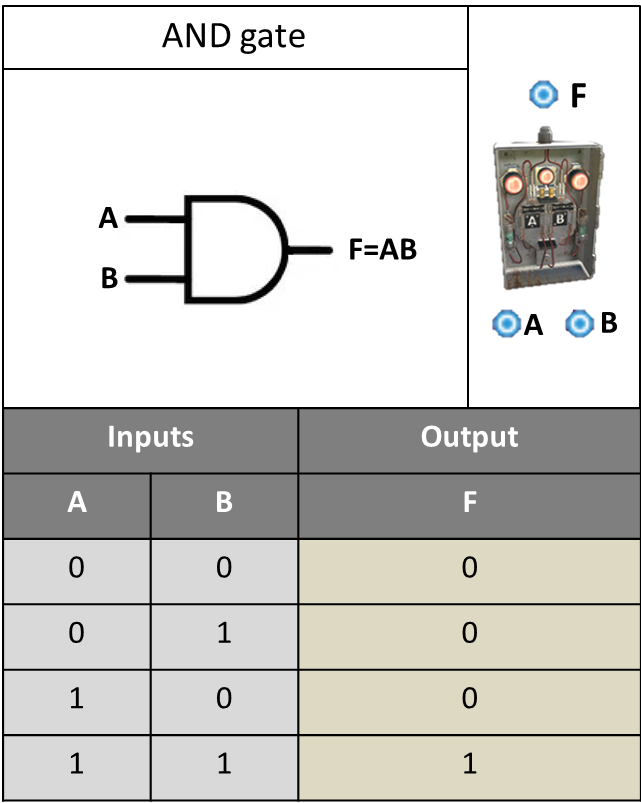 AND gate
A
B
F=AB
F
A B
A B
Inputs Output
A B F
0 0 0
0 1 0
1 0 0
1 1 1